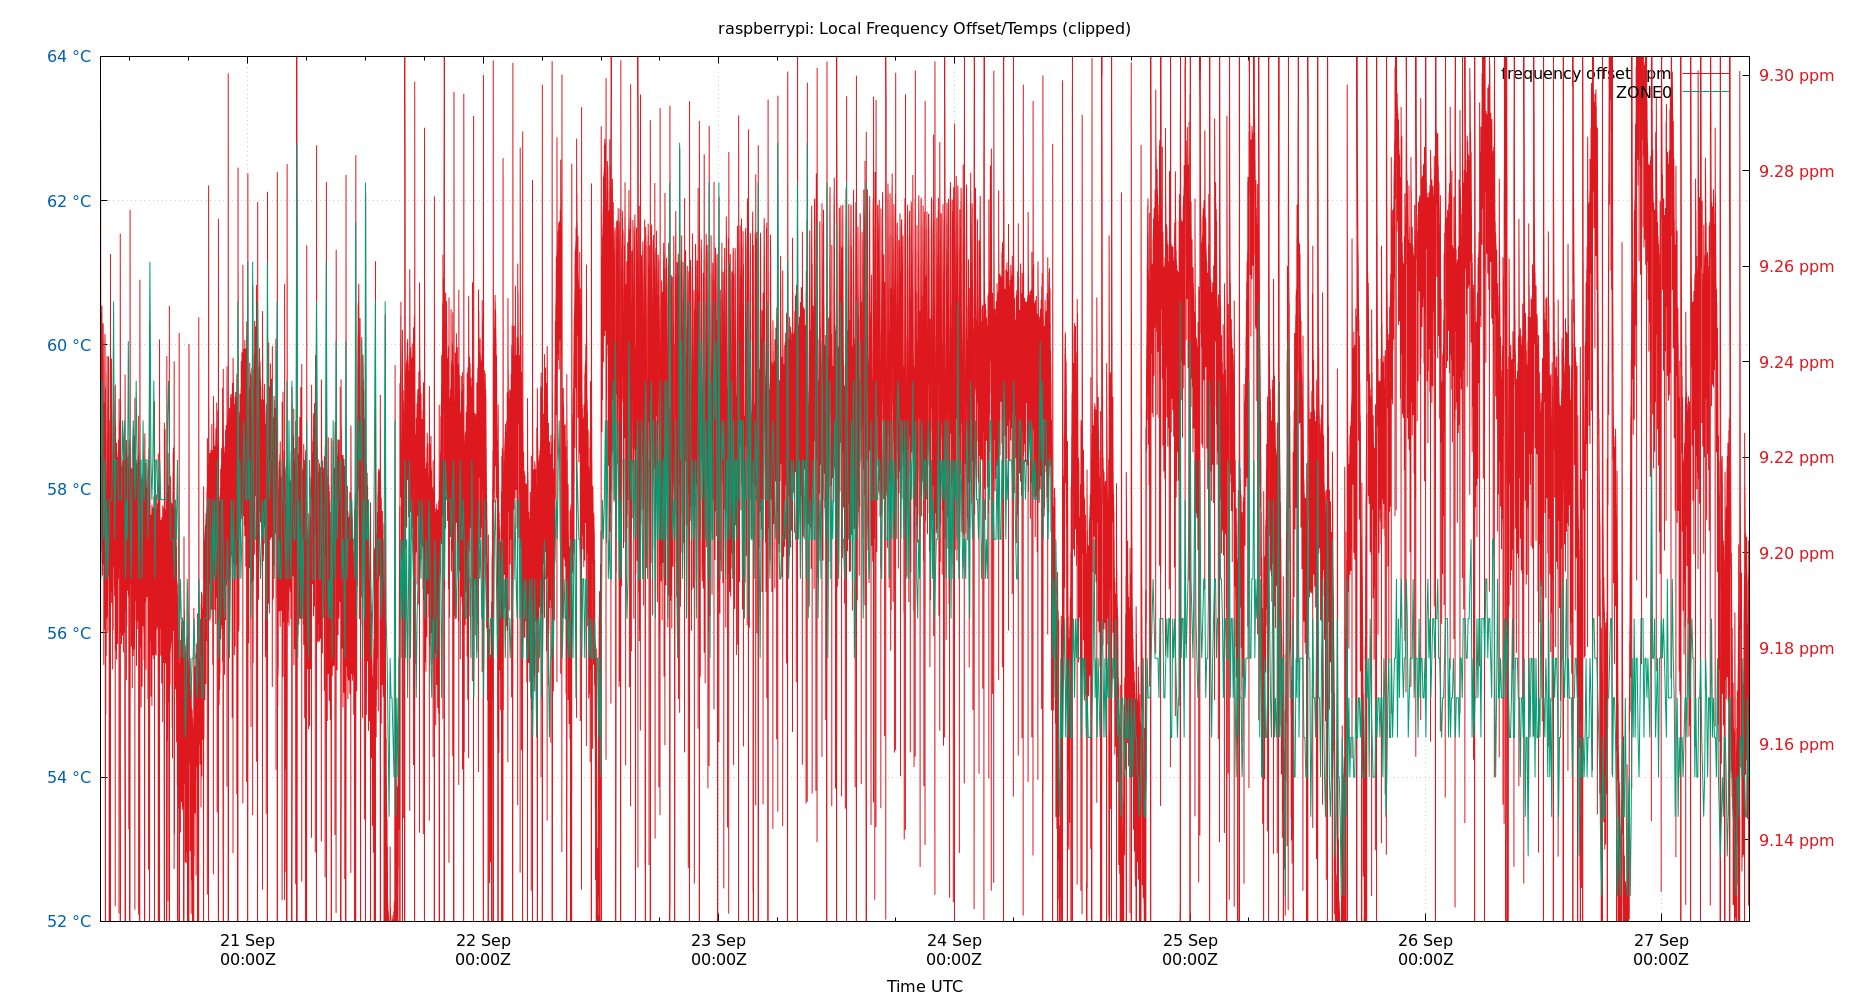 raspberrypi: Local Frequency Offset/Temps (clipped)
64 °C
62 °C
60 °C
58 °C
56 °C
54 °C
52 °C
frequency offset ppm
ZONE0
9.30 ppm
9.28 ppm
9.26 ppm
9.24 ppm
9.22 ppm
9.20 ppm
9.18 ppm
9.16 ppm
9.14 ppm
21 Sep 22 Sep 23 Sep 24 Sep 25 Sep 26 Sep 27 Sep
00:00Z 00:00Z 00:00Z 00:00Z 00:00Z 00:00Z 00:00Z
Time UTC